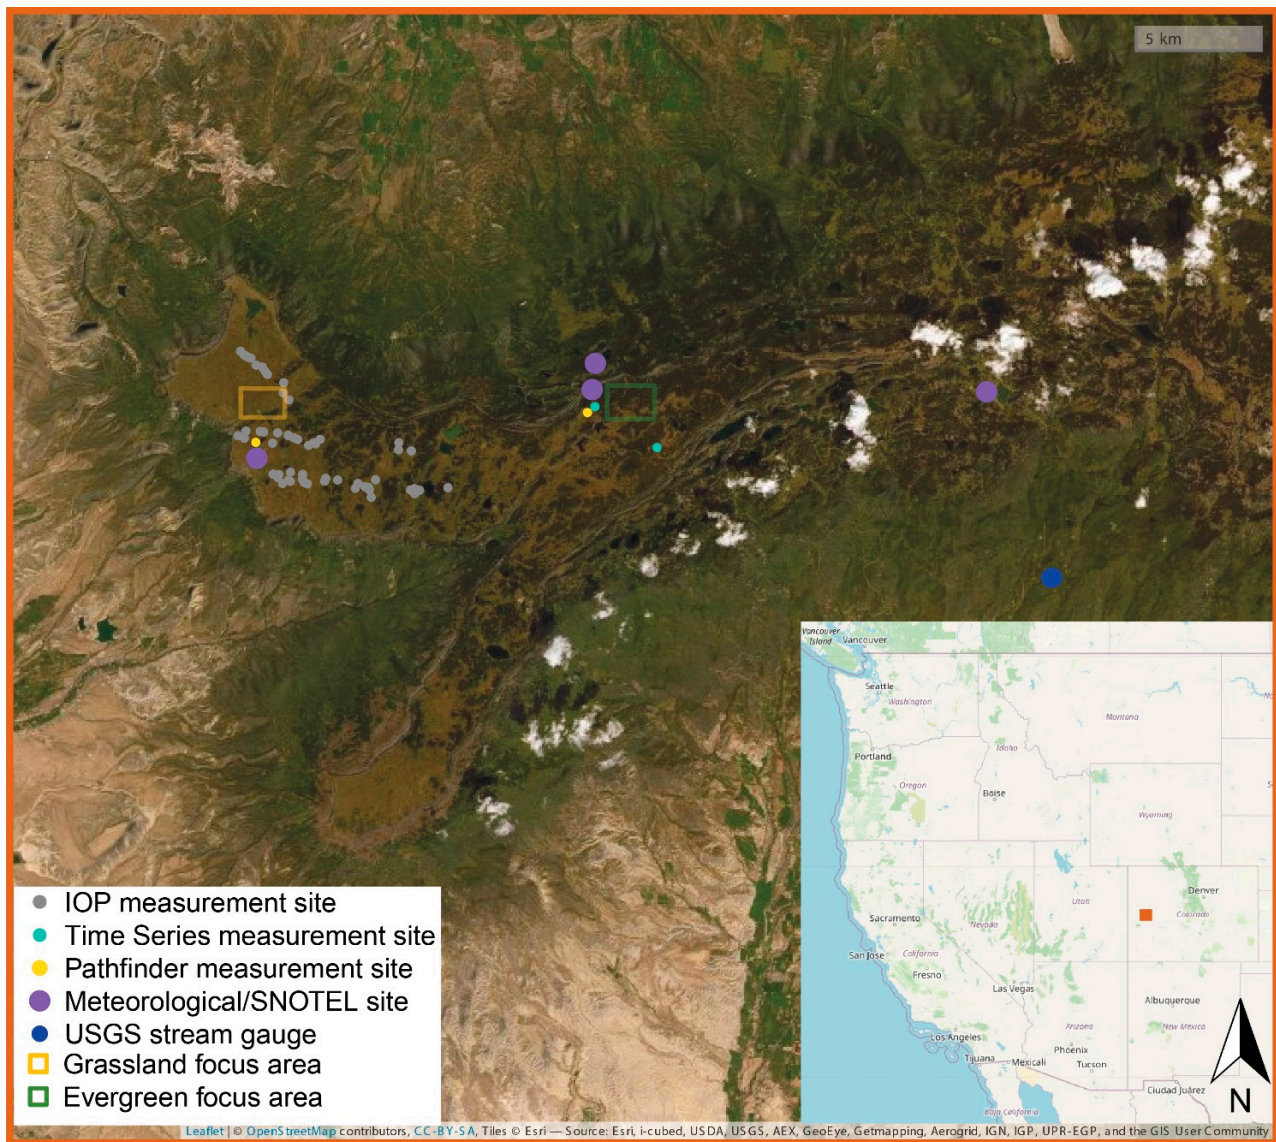 5 km
IOP measurement site
Time Series measurement site
Pathfinder measurement site
Meteorological/SNOTEL site
USGS stream gauge
Grassland focus area
Evergreen focus area
Vancouver Island
Vancouver
Seattle
Washington
Montana
Portland
Idaho
Oregon
Boise
Wyoming
Denver
Utah
Colorado
Sacramento
Nevada
San Jose
California
Fresno
Las Vegas
Albuquerque
Los Angeles
Arizona
New Mexico
Phoenix
Tijuana
Mexicali
Tucson
Ciudad Juárez
Baja California
N
Leaflet | © OpenStreetMap contributors, CC-BY-SA, Tiles © Esri — Source: Esri, i-cubed, USDA, USGS, AEX, GeoEye, Getmapping, Aerogrid, IGN, IGP, UPR-EGP, and the GIS User Community